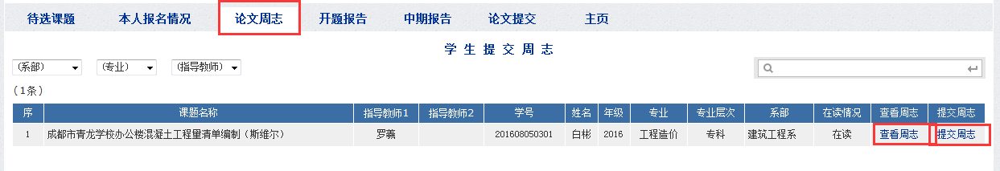 待选课题 本人报名情况 论文周志 开题报告 中期报告 论文提交 主页
学生提交周志
(系部) (专业) (指导教师)
(1条)
序 课题名称 指导教师1 指导教师2 学号 姓名 年级 专业 专业层次 系部 在读情况 查看周志 提交周志
1 成都市青龙学校办公楼混凝土工程量清单编制（斯维尔） 罗羲 201608050301 白彬 2016 工程造价 专科 建筑工程系 在读 查看周志 提交周志